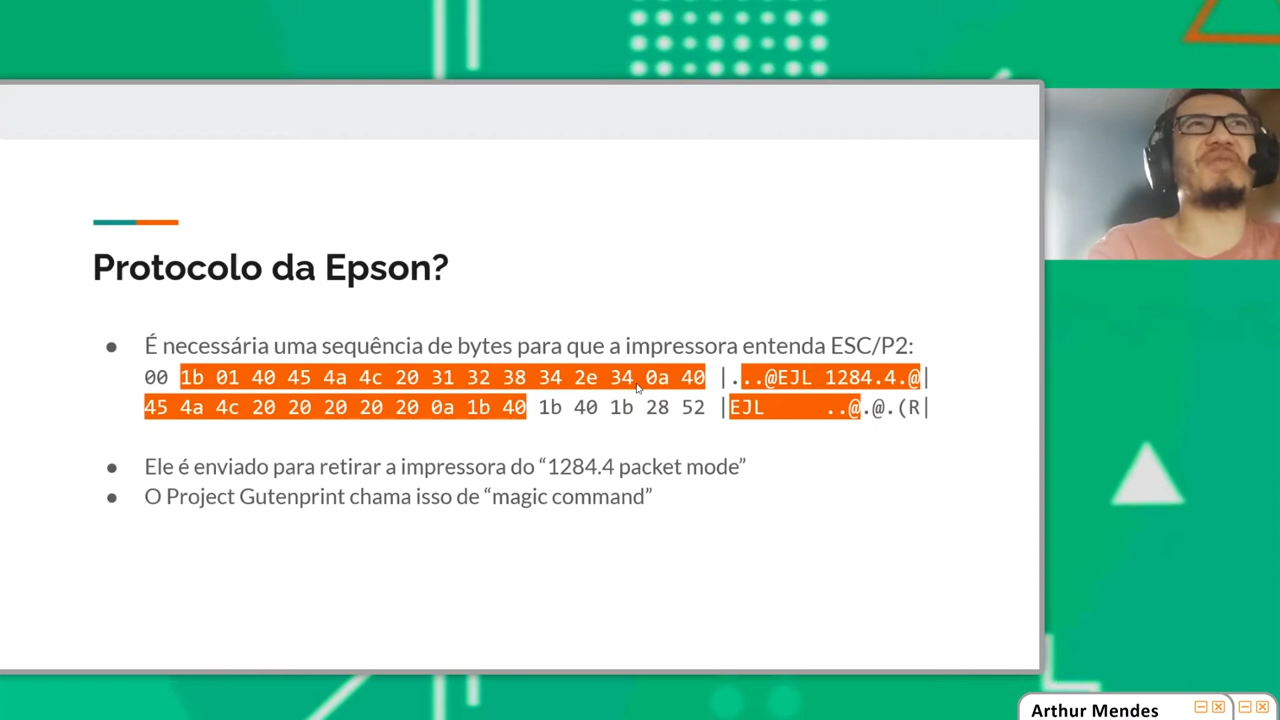 Protocolo da Epson?
● É necessária uma sequência de bytes para que a impressora entenda ESC/P2:
00 1b 01 40 45 4a 4c 20 31 32 38 34 2e 34 0a 40 |...@EJL 1284.4.@|
45 4a 4c 20 20 20 20 20 0a 1b 40 1b 40 1b 28 52 |EJL     ..@.@.(R|
● Ele é enviado para retirar a impressora do “1284.4 packet mode”
● O Project Gutenprint chama isso de “magic command”
Arthur Mendes